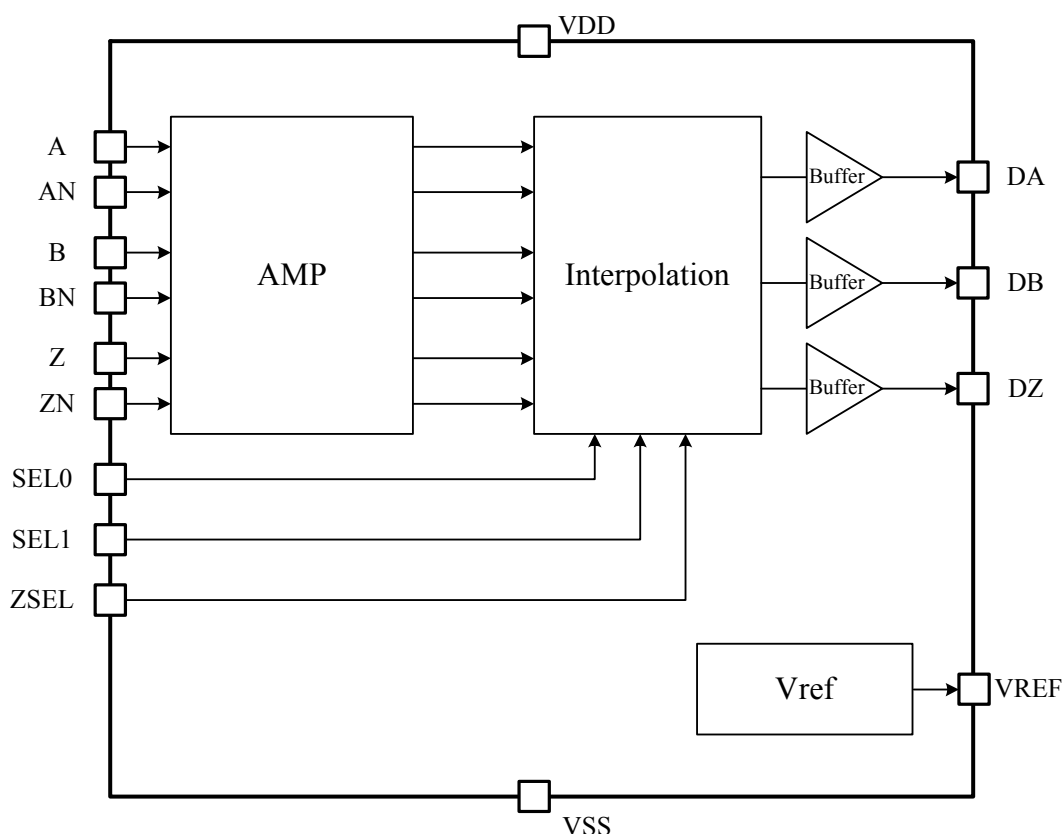 VDD
A
AN
B
BN
Z
ZN
SEL0
SEL1
ZSEL
AMP
Interpolation
Buffer
Buffer
Buffer
DA
DB
DZ
Vref
VREF
VSS